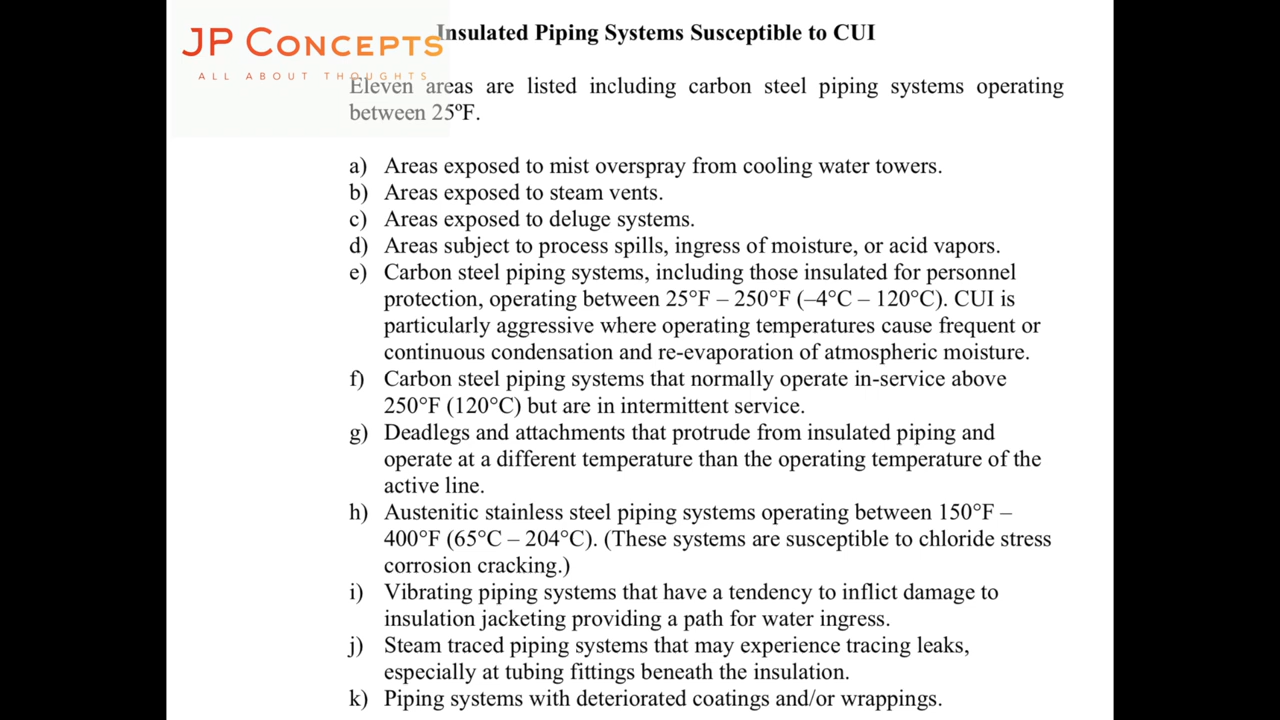 JP CONCEPTS
ALL ABOUT THOUGHTS
Insulated Piping Systems Susceptible to CUI
Eleven areas are listed including carbon steel piping systems operating
between 25ºF.
a) Areas exposed to mist overspray from cooling water towers.
b) Areas exposed to steam vents.
c) Areas exposed to deluge systems.
d) Areas subject to process spills, ingress of moisture, or acid vapors.
e) Carbon steel piping systems, including those insulated for personnel
protection, operating between 25°F – 250°F (–4°C – 120°C). CUI is
particularly aggressive where operating temperatures cause frequent or
continuous condensation and re-evaporation of atmospheric moisture.
f) Carbon steel piping systems that normally operate in-service above
250°F (120°C) but are in intermittent service.
g) Deadlegs and attachments that protrude from insulated piping and
operate at a different temperature than the operating temperature of the
active line.
h) Austenitic stainless steel piping systems operating between 150°F –
400°F (65°C – 204°C). (These systems are susceptible to chloride stress
corrosion cracking.)
i) Vibrating piping systems that have a tendency to inflict damage to
insulation jacketing providing a path for water ingress.
j) Steam traced piping systems that may experience tracing leaks,
especially at tubing fittings beneath the insulation.
k) Piping systems with deteriorated coatings and/or wrappings.